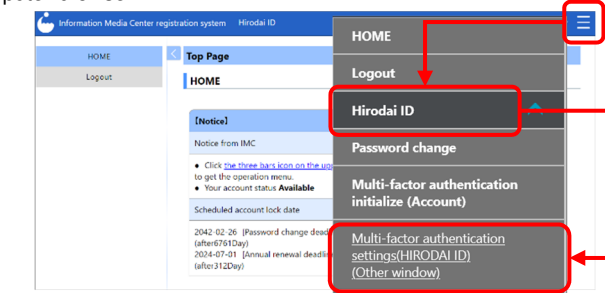 Information Media Center registration system Hirodai ID
HOME
Logout
Top Page
HOME
[Notice]
Notice from IMC
• Click the three bars icon on the upp
to get the operation menu.
• Your account status Available
Scheduled account lock date
2042-02-26 [Password change dead
(after6761Day)
2024-07-01 [Annual renewal deadli
(after312Day)
HOME
Logout
Hirodai ID
Password change
Multi-factor authentication
initialize (Account)
Multi-factor authentication
settings(HIRODAI ID)
(Other window)